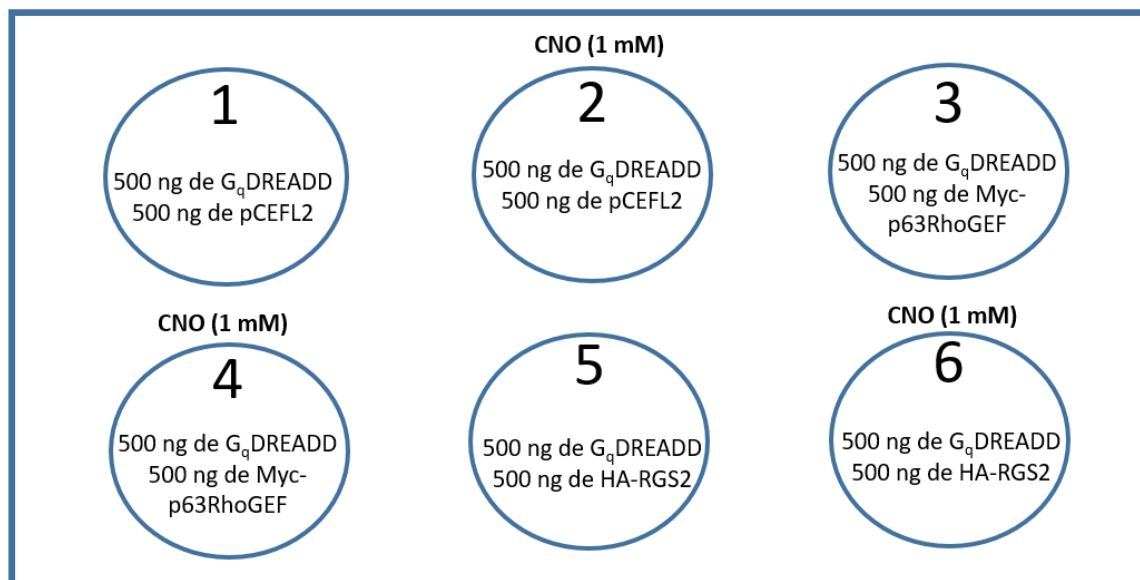 1
500 ng de GqDREADD
500 ng de pCEFL2
CNO (1 mM)
2
500 ng de GqDREADD
500 ng de pCEFL2
3
500 ng de GqDREADD
500 ng de Myc-
p63RhoGEF
CNO (1 mM)
4
500 ng de GqDREADD
500 ng de Myc-
p63RhoGEF
5
500 ng de GqDREADD
500 ng de HA-RGS2
CNO (1 mM)
6
500 ng de GqDREADD
500 ng de HA-RGS2